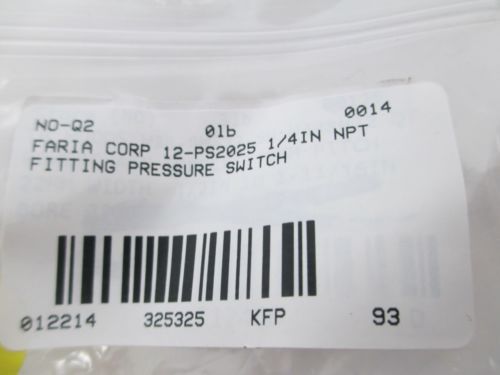 NO-Q2 01b 0014
FARIA CORP 12-PS2025 1/4IN NPT
FITTING PRESSURE SWITCH
012214 325325 KFP 93